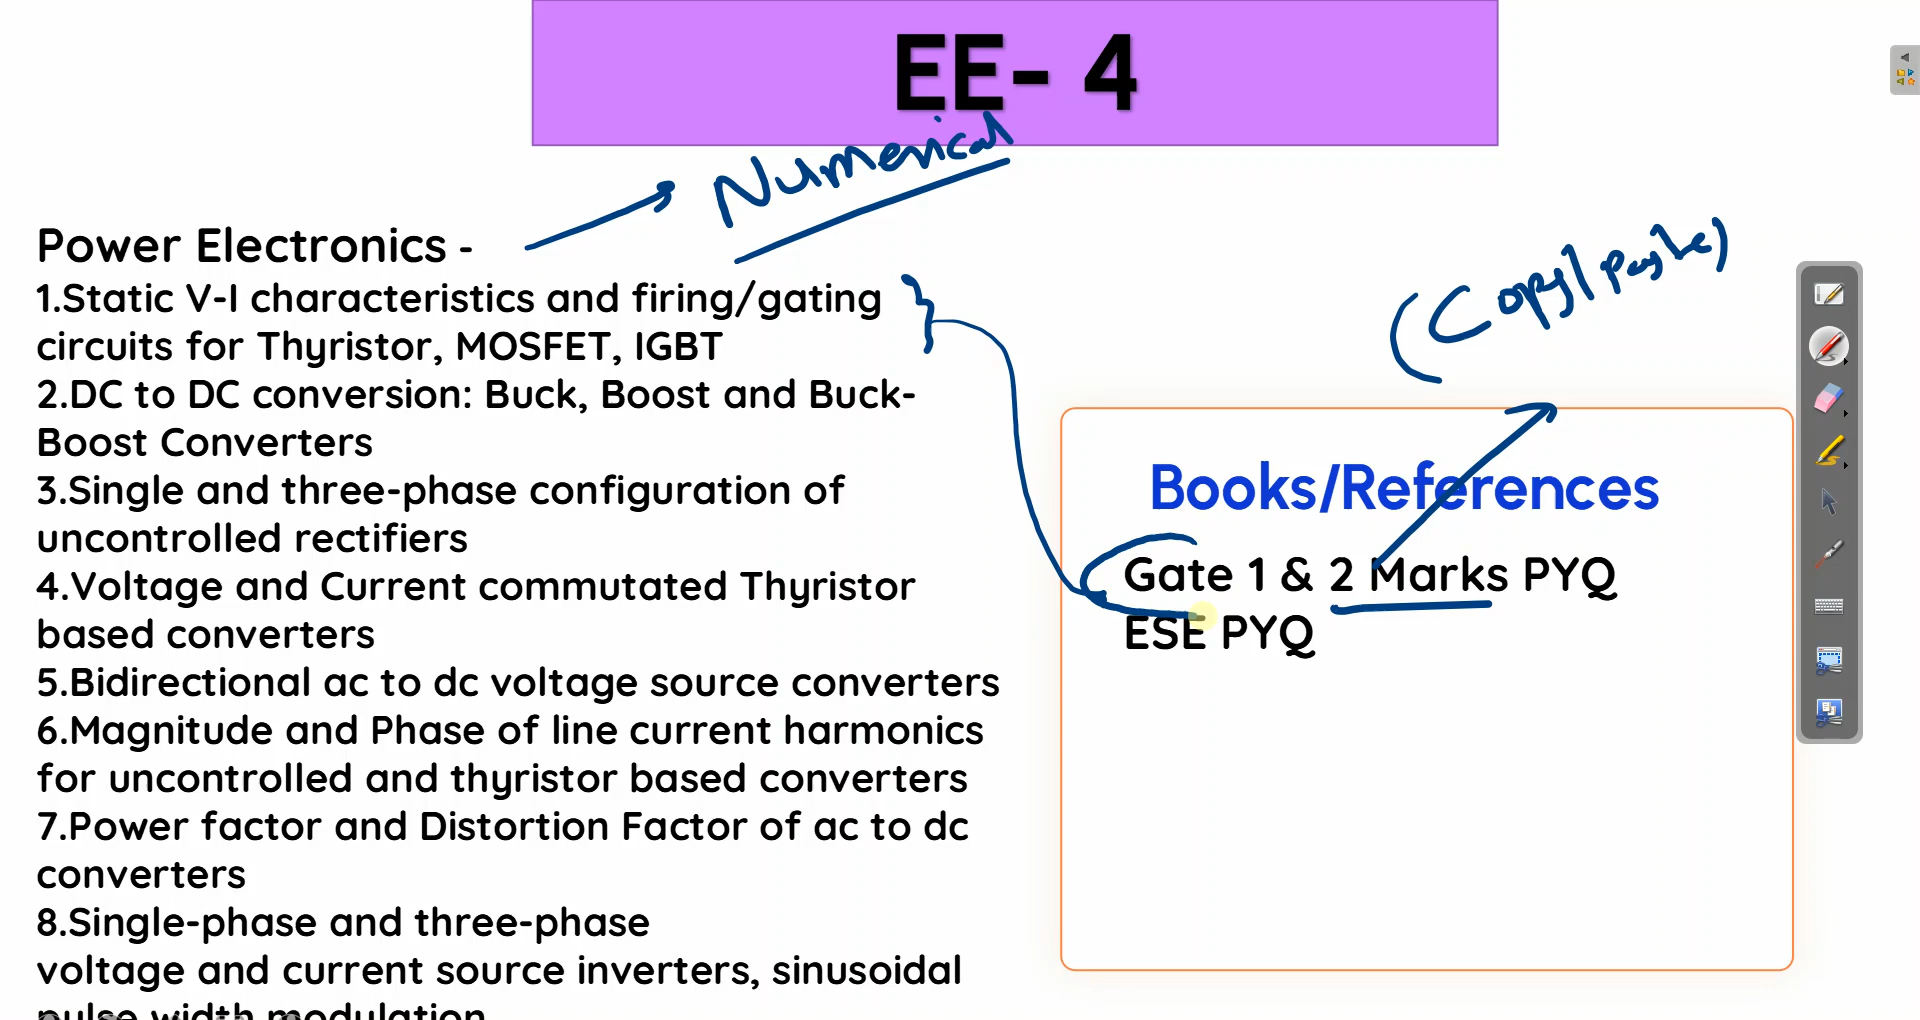 EE- 4
Numerical
Power Electronics -
1.Static V-I characteristics and firing/gating
circuits for Thyristor, MOSFET, IGBT
2.DC to DC conversion: Buck, Boost and Buck-
Boost Converters
3.Single and three-phase configuration of
uncontrolled rectifiers
4.Voltage and Current commutated Thyristor
based converters
5.Bidirectional ac to dc voltage source converters
6.Magnitude and Phase of line current harmonics
for uncontrolled and thyristor based converters
7.Power factor and Distortion Factor of ac to dc
converters
8.Single-phase and three-phase
voltage and current source inverters, sinusoidal
pulse width modulation
(Copy/paste)
Books/References
Gate 1 & 2 Marks PYQ
ESE PYQ